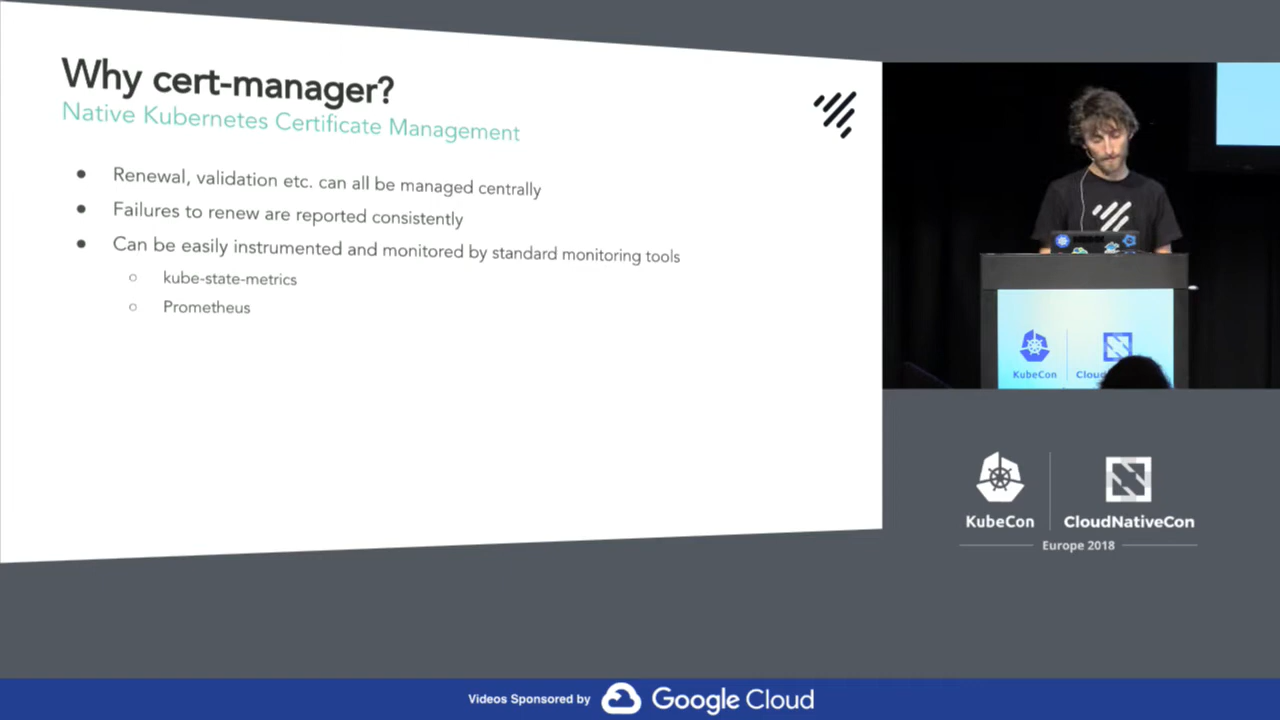 Why cert-manager?
Native Kubernetes Certificate Management
● Renewal, validation etc. can all be managed centrally
● Failures to renew are reported consistently
● Can be easily instrumented and monitored by standard monitoring tools
○ kube-state-metrics
○ Prometheus
KubeCon
KubeCon CloudNativeCon
Europe 2018
Videos Sponsored by Google Cloud